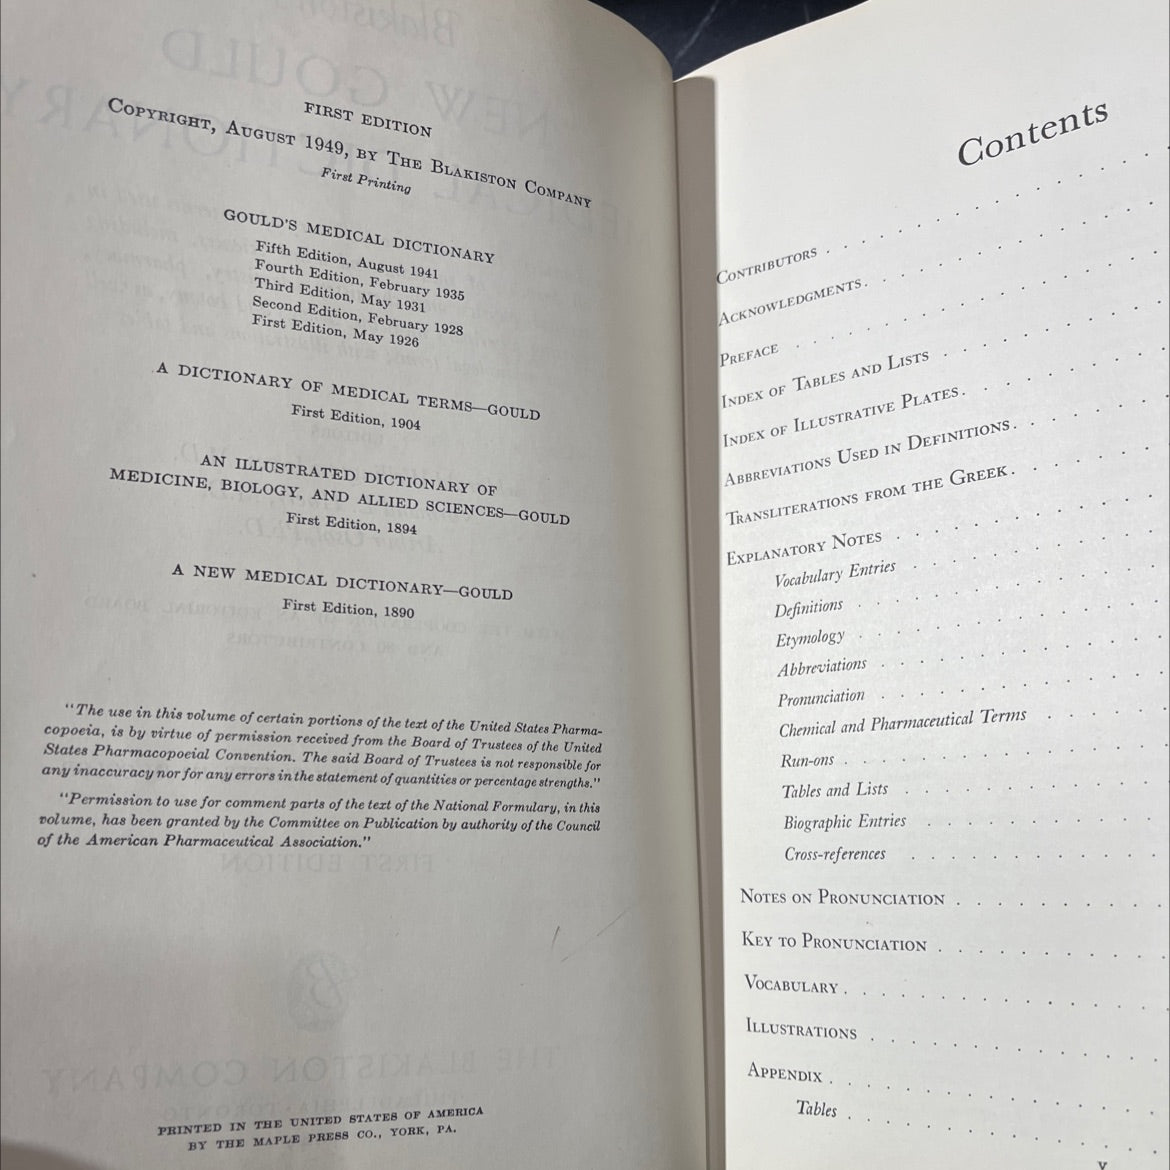 FIRST EDITION
COPYRIGHT, AUGUST 1949, BY THE BLAKISTON COMPANY
First Printing
GOULD'S MEDICAL DICTIONARY
Fifth Edition, August 1941
Fourth Edition, February 1935
Third Edition, May 1931
Second Edition, February 1928
First Edition, May 1926
A DICTIONARY OF MEDICAL TERMS—GOULD
First Edition, 1904
AN ILLUSTRATED DICTIONARY OF
MEDICINE, BIOLOGY, AND ALLIED SCIENCES—GOULD
First Edition, 1894
A NEW MEDICAL DICTIONARY—GOULD
First Edition, 1890
"The use in this volume of certain portions of the text of the United States Pharma-
copoeia, is by virtue of permission received from the Board of Trustees of the United
States Pharmacopoeial Convention. The said Board of Trustees is not responsible for
any inaccuracy nor for any errors in the statement of quantities or percentage strengths."
"Permission to use for comment parts of the text of the National Formulary, in this
volume, has been granted by the Committee on Publication by authority of the Council
of the American Pharmaceutical Association."
PRINTED IN THE UNITED STATES OF AMERICA
BY THE MAPLE PRESS CO., YORK, PA.
Contents
CONTRIBUTORS
ACKNOWLEDGMENTS
PREFACE
INDEX OF TABLES AND LISTS
INDEX OF ILLUSTRATIVE PLATES
ABBREVIATIONS USED IN DEFINITIONS
TRANSLITERATIONS FROM THE GREEK
EXPLANATORY NOTES
Vocabulary Entries
Definitions
Etymology
Abbreviations
Pronunciation
Chemical and Pharmaceutical Terms
Run-ons
Tables and Lists
Biographic Entries
Cross-references
NOTES ON PRONUNCIATION
KEY TO PRONUNCIATION
VOCABULARY
ILLUSTRATIONS
APPENDIX
Tables
v